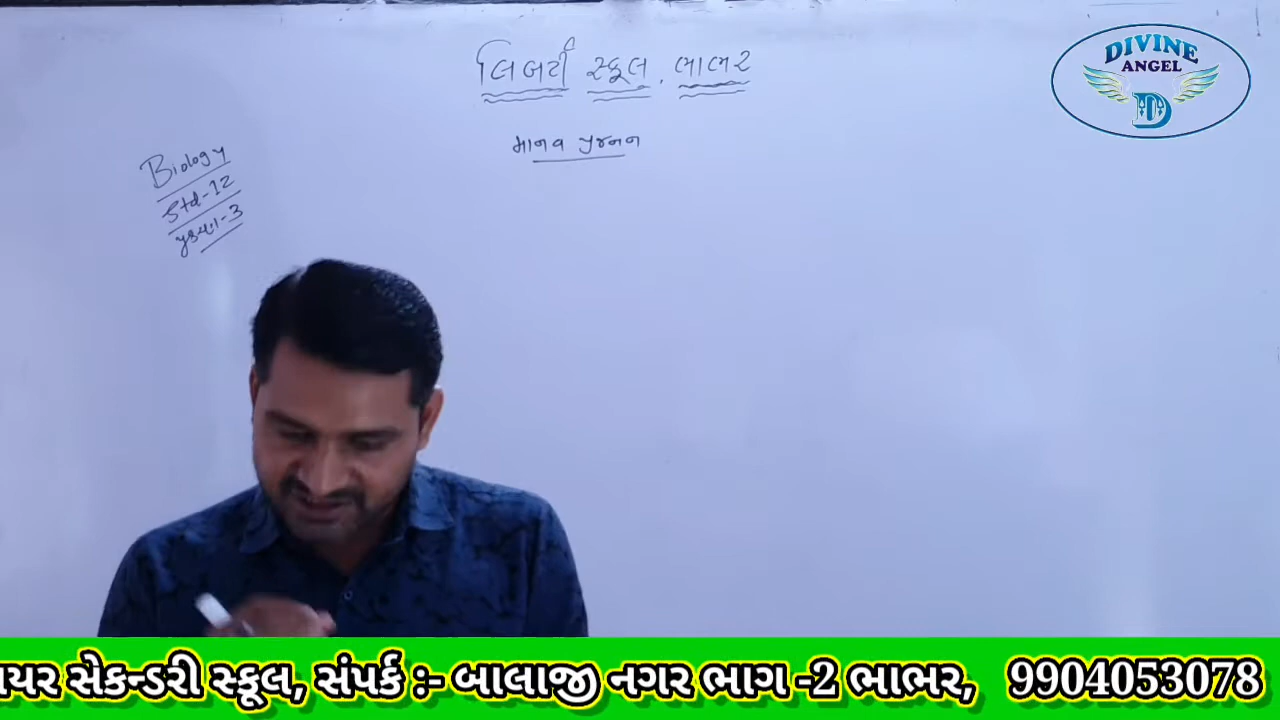 લિબર્ટી સ્કૂલ, ભાભર
DIVINE
ANGEL
D
માનવ પ્રજનન
Biology
Std-12
પ્રકરણ-3
યર સેકન્ડરી સ્કૂલ, સંપર્ક :- બાલાજી નગર ભાગ -2 ભાભર, 9904053078